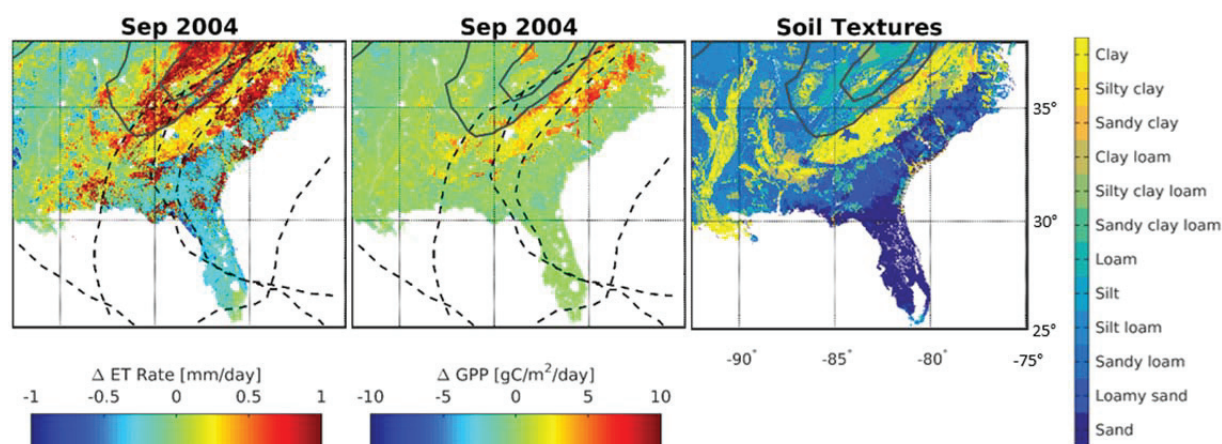 Sep 2004
Sep 2004
Soil Textures
Clay
Silty clay
Sandy clay
Clay loam
Silty clay loam
Sandy clay loam
Loam
Silt
Silt loam
Sandy loam
Loamy sand
Sand
35°
30°
25°
-90° -85° -80° -75°
Δ ET Rate [mm/day]
-1 -0.5 0 0.5 1
Δ GPP [gC/m²/day]
-10 -5 0 5 10